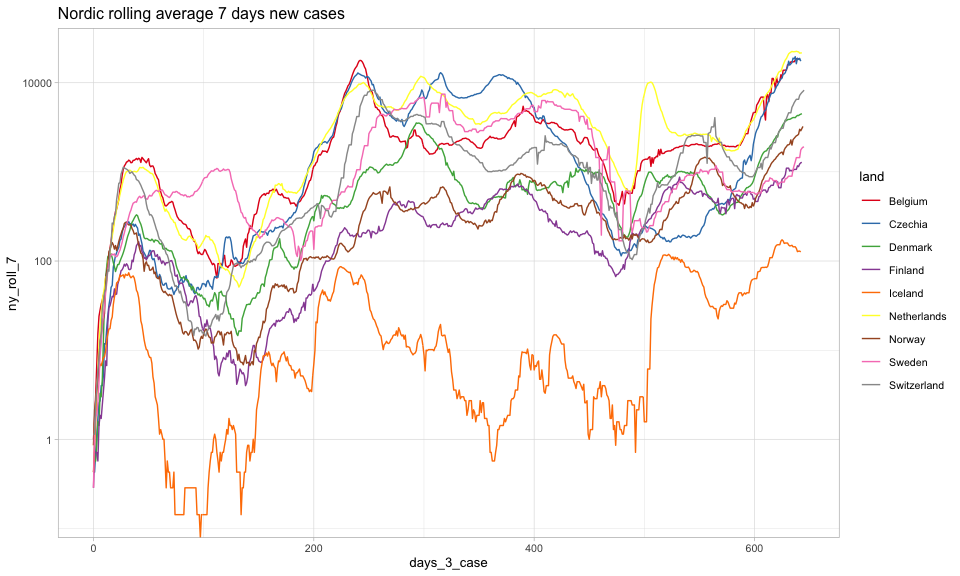 Nordic rolling average 7 days new cases
ny_roll_7
10000
100
1
0
200
400
600
days_3_case
land
Belgium
Czechia
Denmark
Finland
Iceland
Netherlands
Norway
Sweden
Switzerland